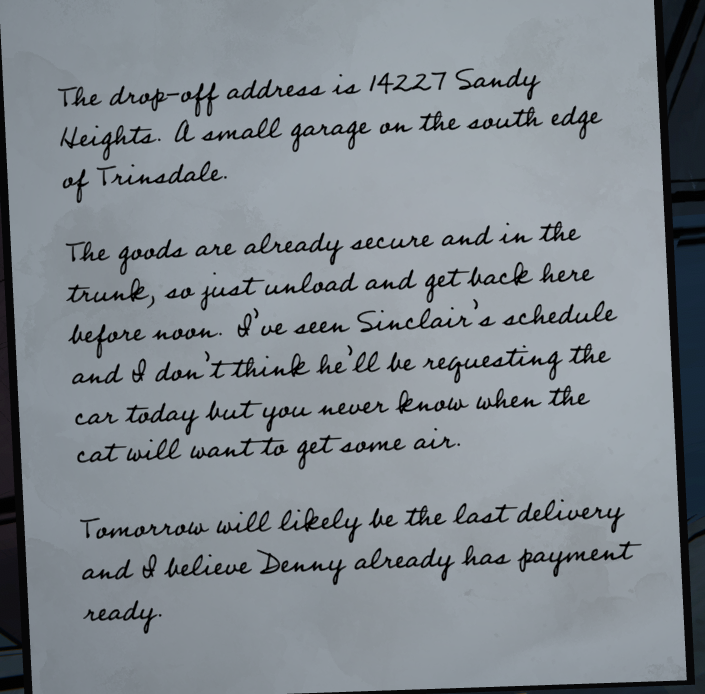 The drop-off address is 14227 Sandy
Heights. A small garage on the south edge
of Trinsdale.
The goods are already secure and in the
trunk, so just unload and get back here
before noon. I've seen Sinclair's schedule
and I don't think he'll be requesting the
car today but you never know when the
cat will want to get some air.
Tomorrow will likely be the last delivery
and I believe Denny already has payment
ready.